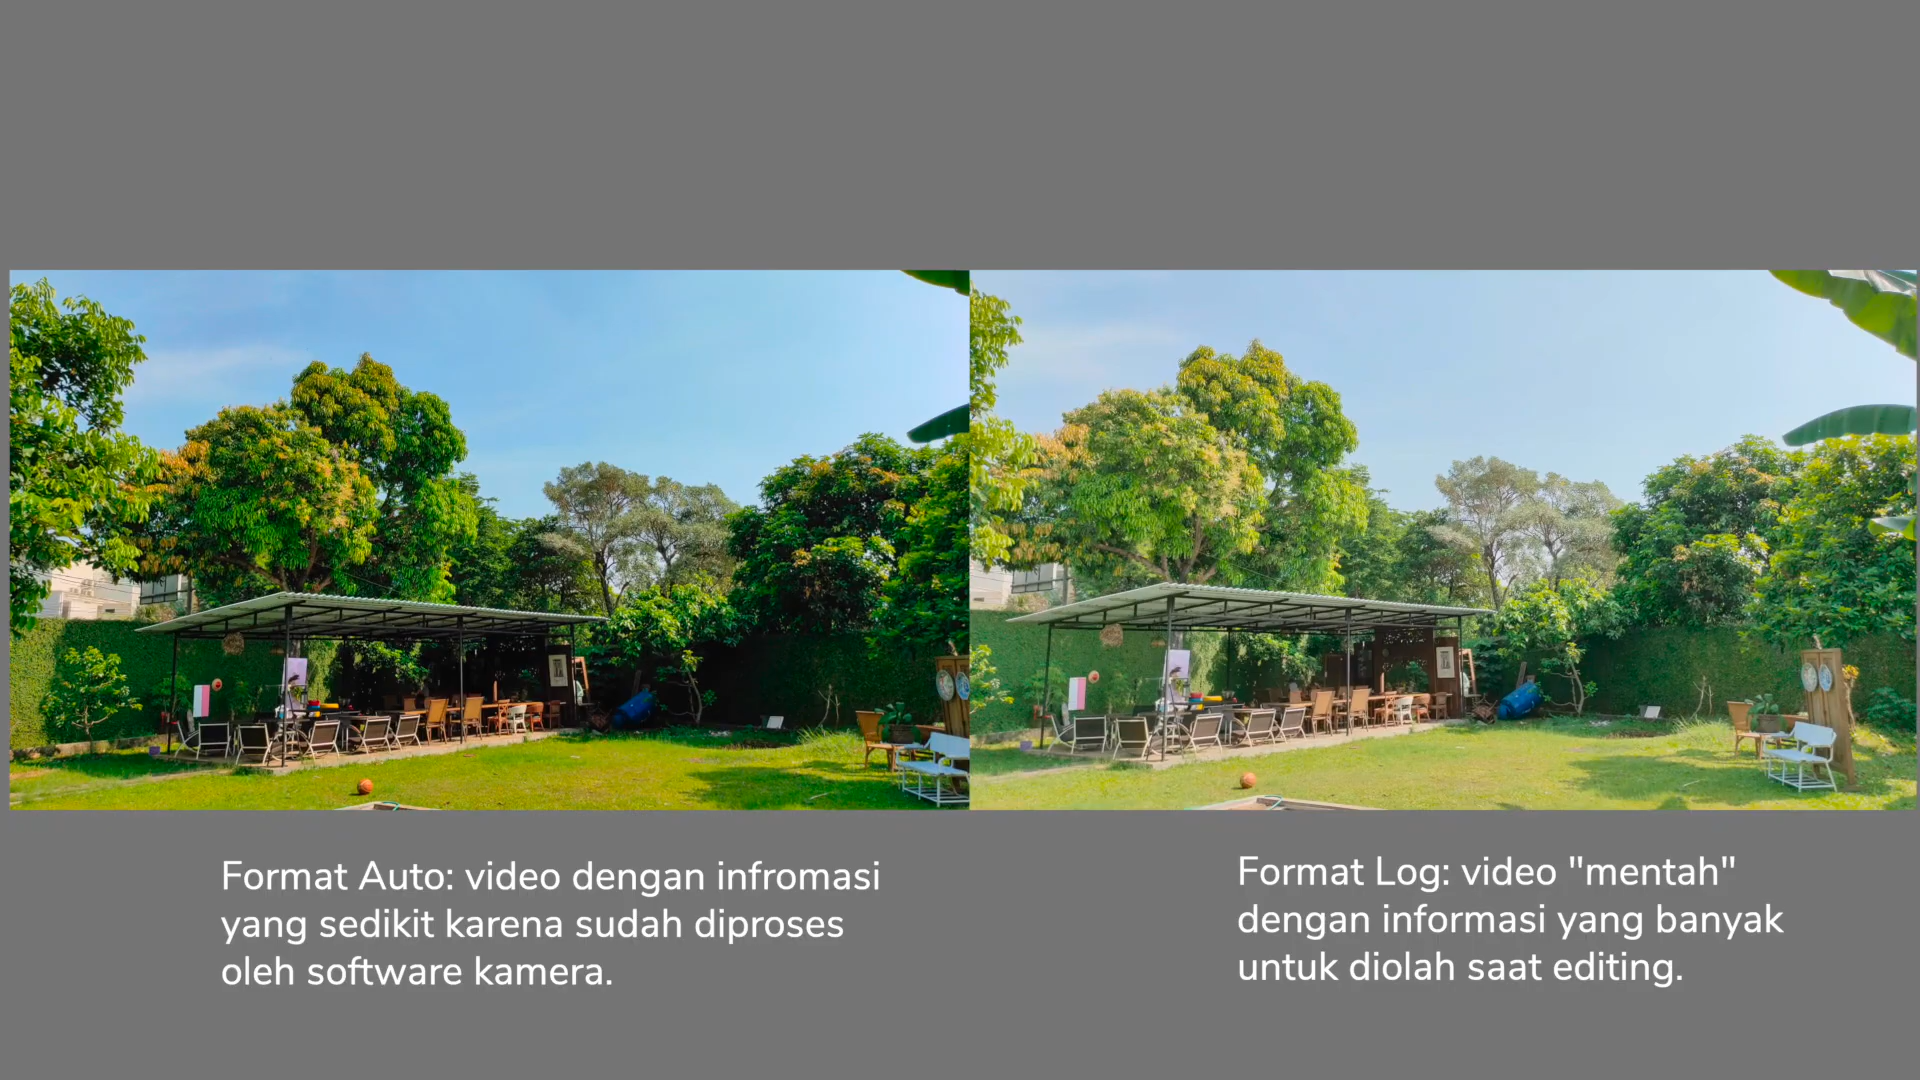 Format Auto: video dengan infromasi
yang sedikit karena sudah diproses
oleh software kamera.
Format Log: video "mentah"
dengan informasi yang banyak
untuk diolah saat editing.